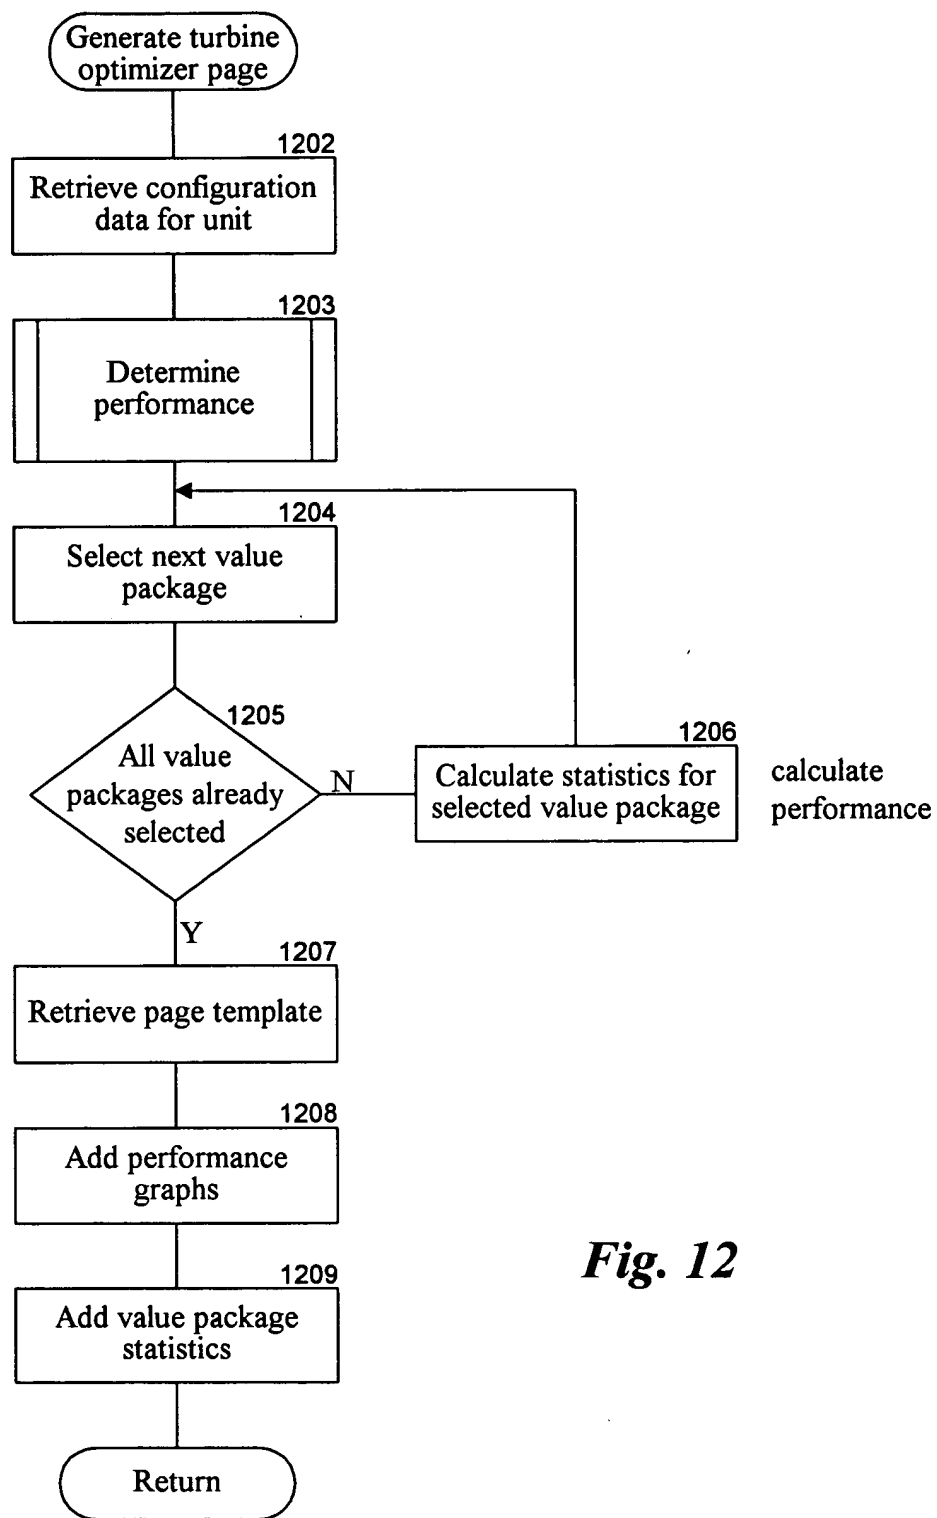 Generate turbine
optimizer page
1202
Retrieve configuration
data for unit
1203
Determine
performance
1204
Select next value
package
1205
All value
packages already
selected
N
1206
Calculate statistics for
selected value package
calculate
performance
Y
1207
Retrieve page template
1208
Add performance
graphs
1209
Add value package
statistics
Return
Fig. 12